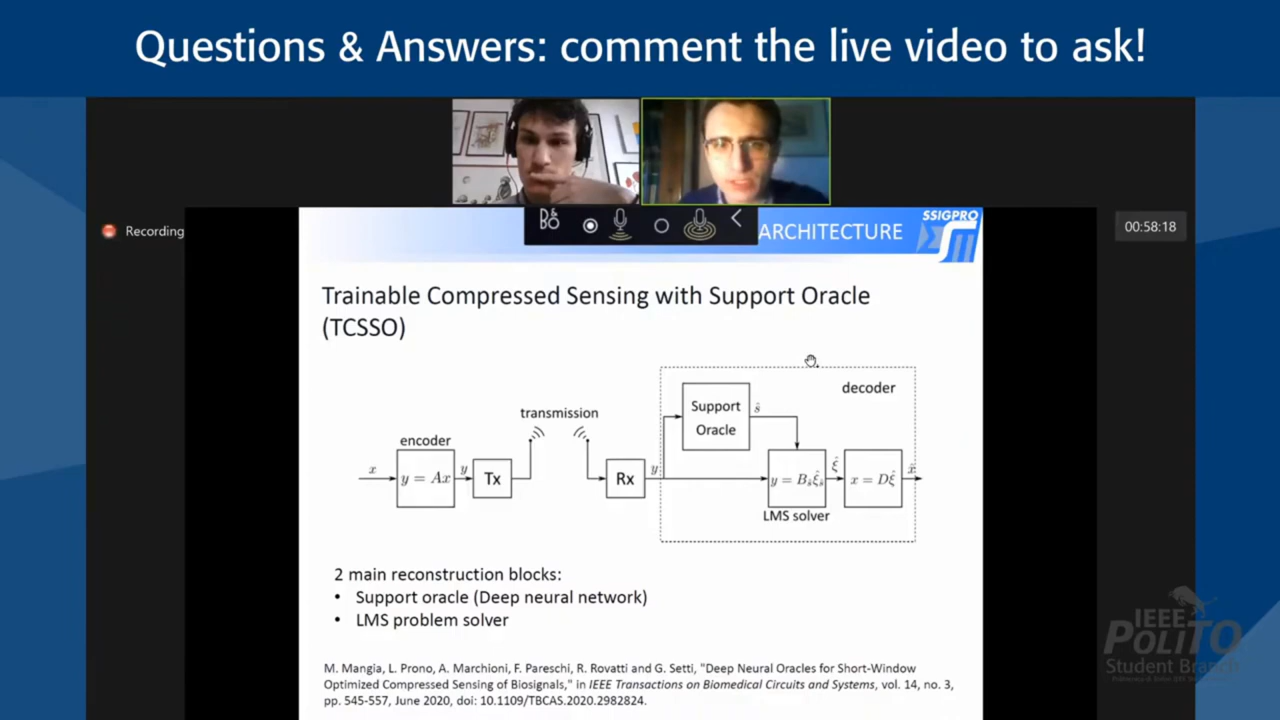 Questions & Answers: comment the live video to ask!
Recording
B&O
ARCHITECTURE
SSIGPRO
00:58:18
Trainable Compressed Sensing with Support Oracle
(TCSSO)
decoder
Support
Oracle
ŝ
transmission
encoder
x
y = Ax
y
Tx
Rx
y
y = B_ŝ ξ̂_ŝ
ξ̂
x = Dξ̂
x̂
LMS solver
2 main reconstruction blocks:
• Support oracle (Deep neural network)
• LMS problem solver
M. Mangia, L. Prono, A. Marchioni, F. Pareschi, R. Rovatti and G. Setti, "Deep Neural Oracles for Short-Window
Optimized Compressed Sensing of Biosignals," in IEEE Transactions on Biomedical Circuits and Systems, vol. 14, no. 3,
pp. 545-557, June 2020, doi: 10.1109/TBCAS.2020.2982824.
IEEE
POLITO
Student Branch